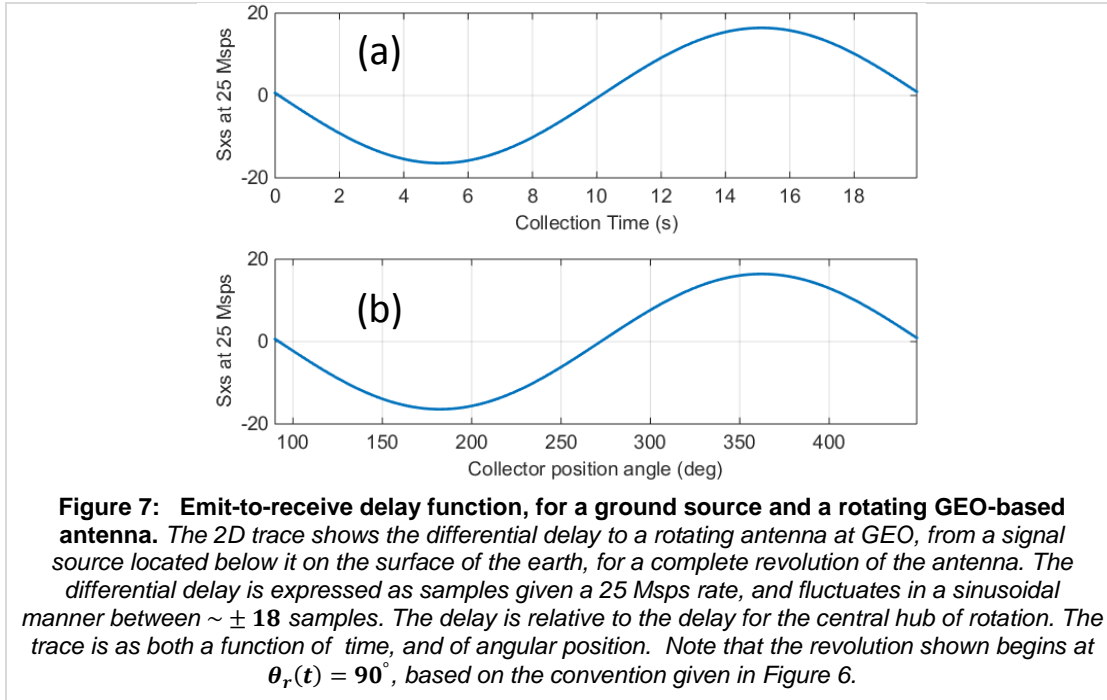 20
(a)
Sxs at 25 Msps
0
-20
0 2 4 6 8 10 12 14 16 18
Collection Time (s)
20
(b)
Sxs at 25 Msps
0
-20
100 150 200 250 300 350 400
Collector position angle (deg)
Figure 7: Emit-to-receive delay function, for a ground source and a rotating GEO-based
antenna. The 2D trace shows the differential delay to a rotating antenna at GEO, from a signal
source located below it on the surface of the earth, for a complete revolution of the antenna. The
differential delay is expressed as samples given a 25 Msps rate, and fluctuates in a sinusoidal
manner between ~ ± 18 samples. The delay is relative to the delay for the central hub of rotation. The
trace is as both a function of time, and of angular position. Note that the revolution shown begins at
θᵣ(t) = 90°, based on the convention given in Figure 6.